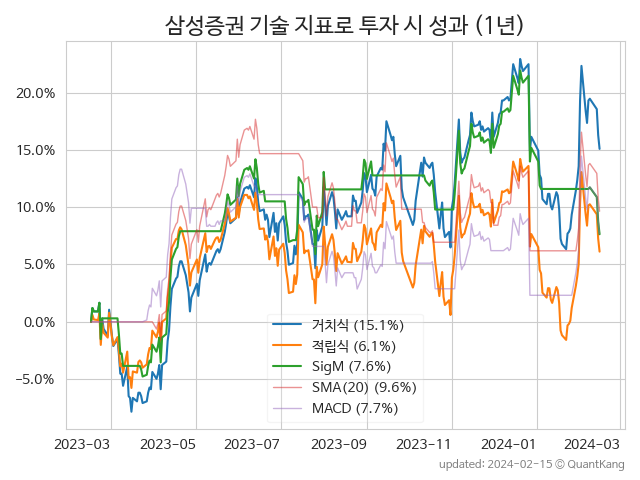 삼성증권 기술 지표로 투자 시 성과 (1년)
20.0%
15.0%
10.0%
5.0%
0.0%
−5.0%
거치식 (15.1%)
적립식 (6.1%)
SigM (7.6%)
SMA(20) (9.6%)
MACD (7.7%)
2023-03 2023-05 2023-07 2023-09 2023-11 2024-01 2024-03
updated: 2024-02-15 © QuantKang